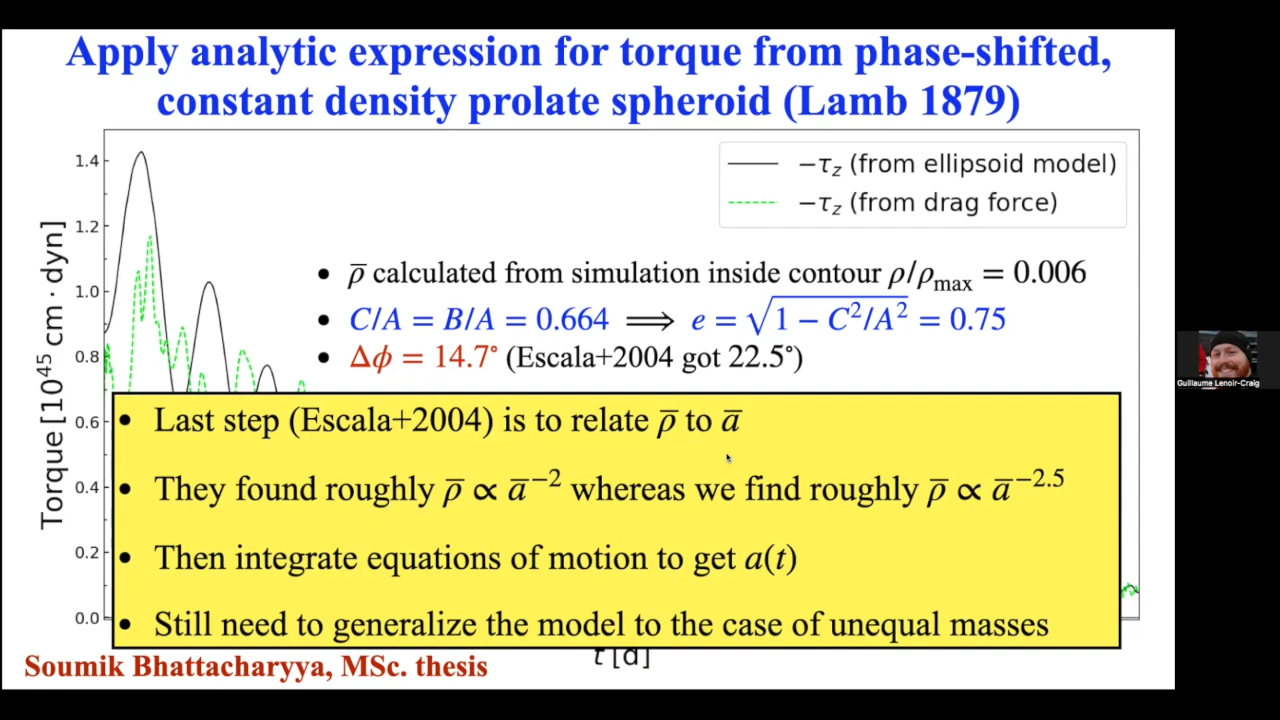 Apply analytic expression for torque from phase-shifted,
constant density prolate spheroid (Lamb 1879)
1.4
1.2
1.0
0.8
0.6
0.4
0.2
0.0
Torque [10⁴⁵ cm · dyn]
−τ_z (from ellipsoid model)
−τ_z (from drag force)
• ρ̅ calculated from simulation inside contour ρ/ρ_max = 0.006
• C/A = B/A = 0.664 ⟹ e = √(1 − C²/A²) = 0.75
• Δϕ = 14.7° (Escala+2004 got 22.5°)
• Last step (Escala+2004) is to relate ρ̅ to a̅
• They found roughly ρ̅ ∝ a̅⁻² whereas we find roughly ρ̅ ∝ a̅⁻²·⁵
• Then integrate equations of motion to get a(t)
• Still need to generalize the model to the case of unequal masses
t [d]
Soumik Bhattacharyya, MSc. thesis
Guillaume Lenoir-Craig